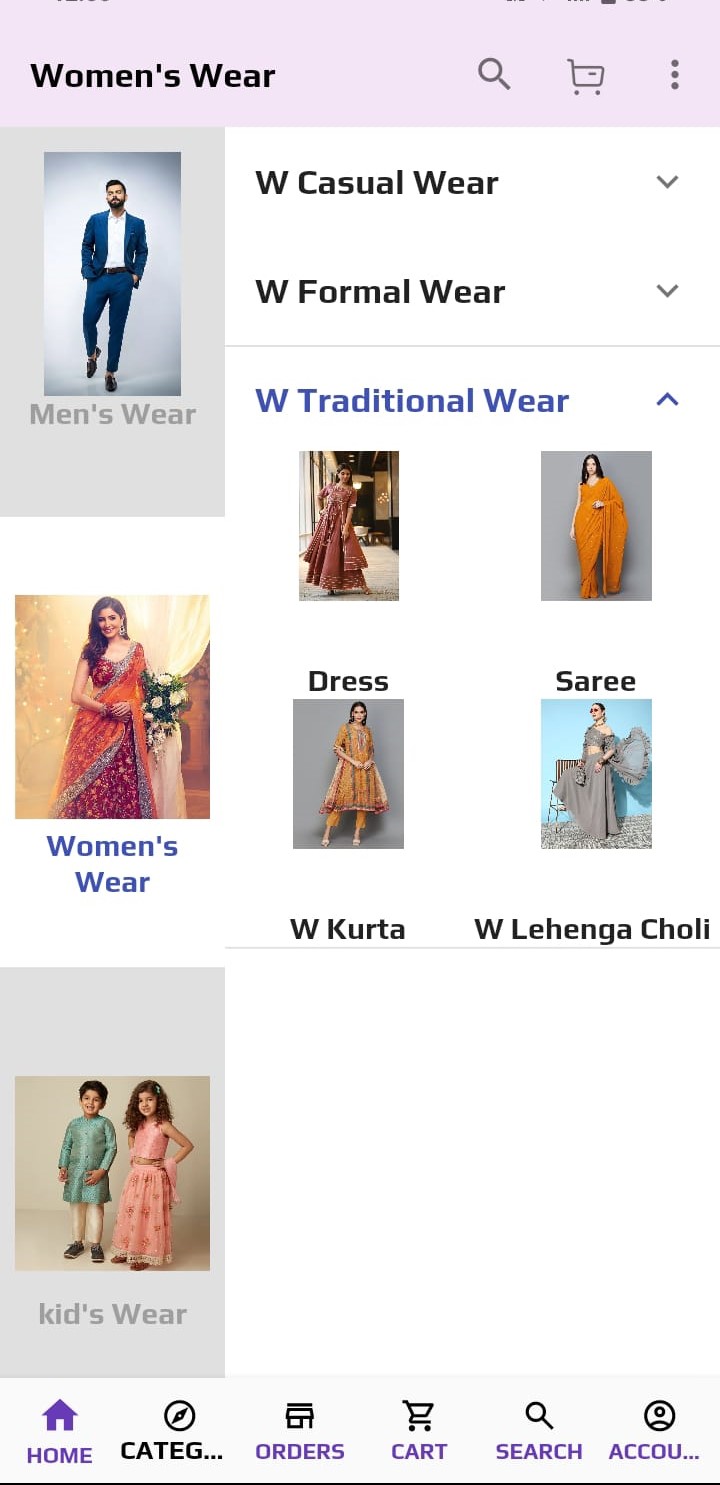 Women's Wear
Men's Wear
Women's
Wear
kid's Wear
W Casual Wear
W Formal Wear
W Traditional Wear
Dress
Saree
W Kurta
W Lehenga Choli
HOME
CATEG...
ORDERS
CART
SEARCH
ACCOU...